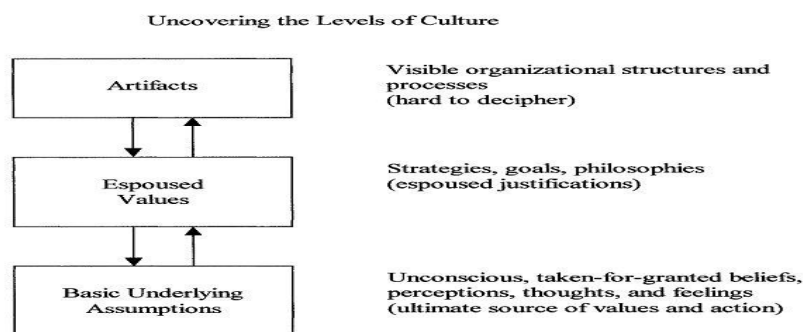 Uncovering the Levels of Culture
Artifacts
Visible organizational structures and
processes
(hard to decipher)
Espoused
Values
Strategies, goals, philosophies
(espoused justifications)
Basic Underlying
Assumptions
Unconscious, taken-for-granted beliefs,
perceptions, thoughts, and feelings
(ultimate source of values and action)